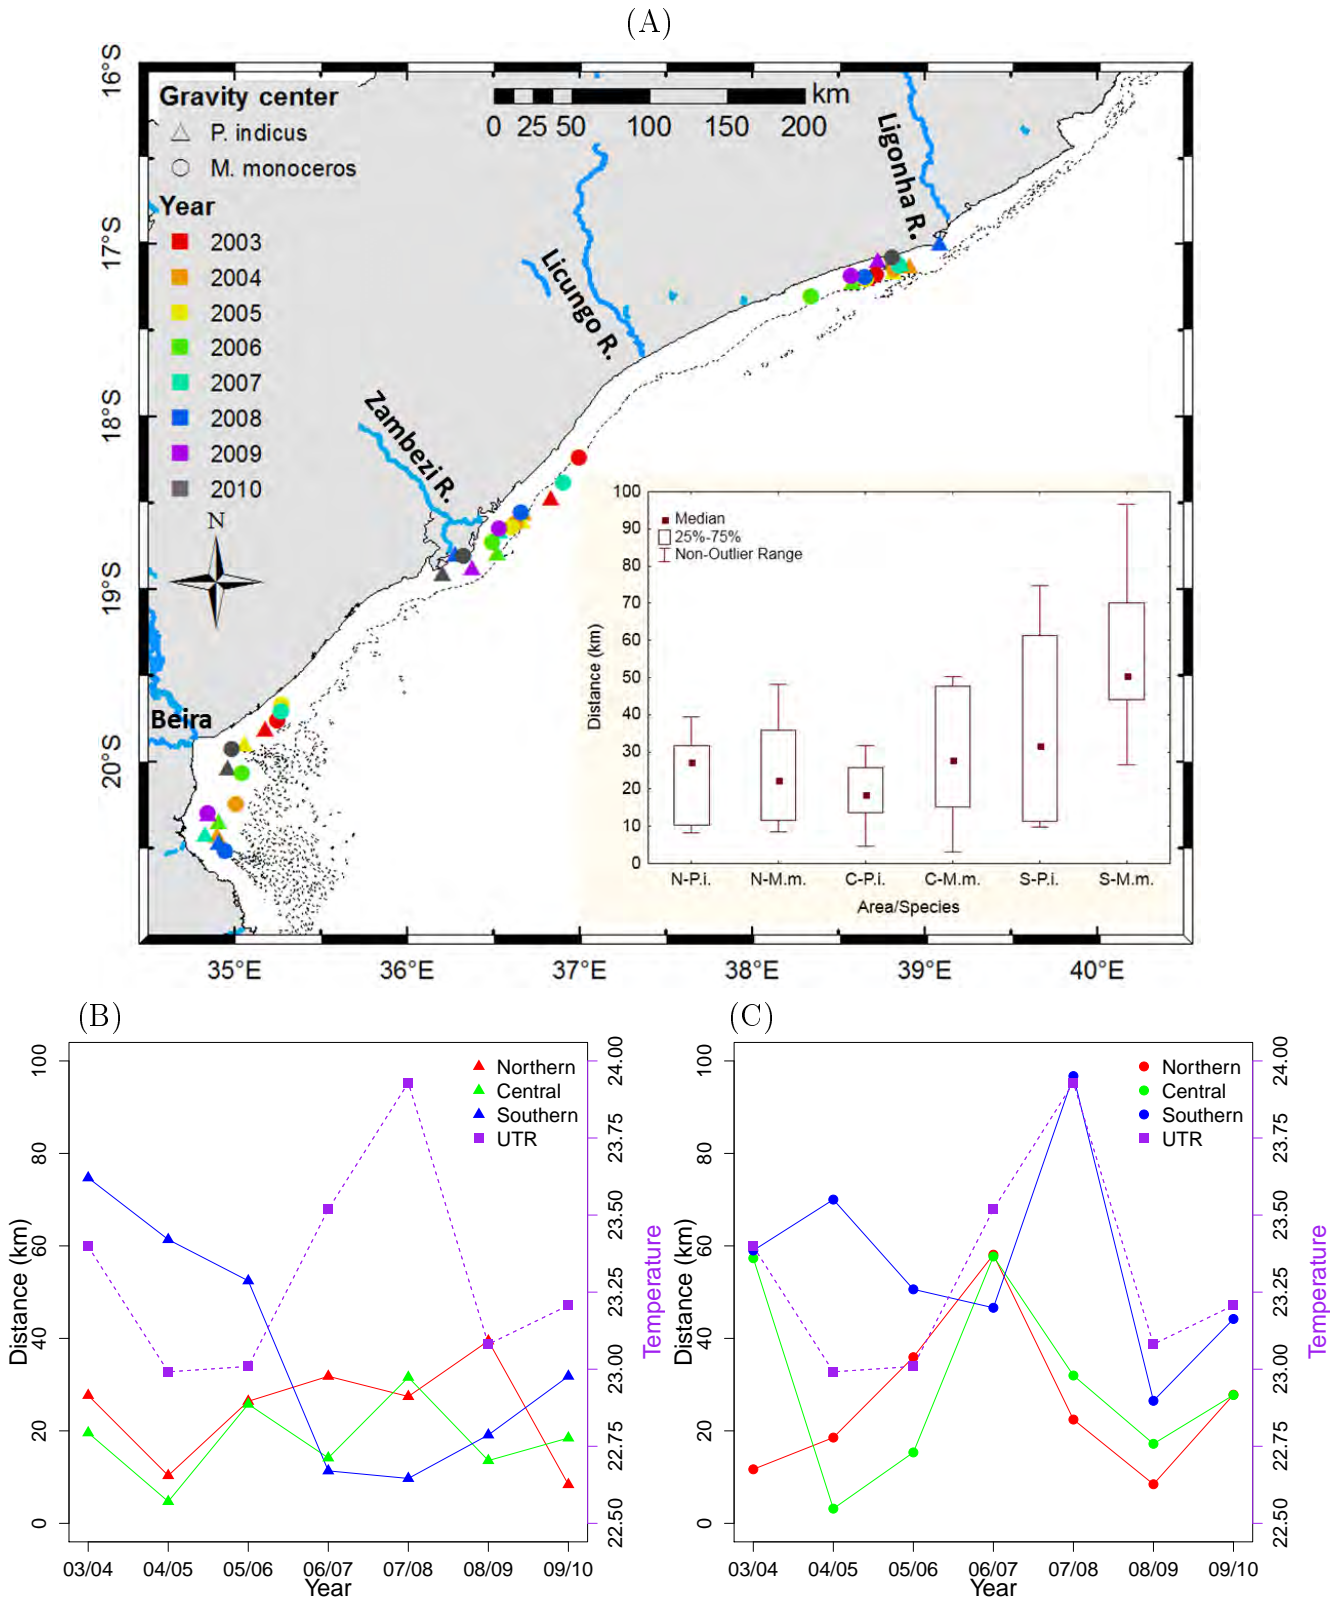 (A)
16°S
17°S
18°S
19°S
20°S
Gravity center
P. indicus
M. monoceros
Year
2003
2004
2005
2006
2007
2008
2009
2010
N
km
0 25 50 100 150 200
Ligonha R.
Licungo R.
Zambezi R.
Beira
100
90
80
70
60
50
40
30
20
10
0
Distance (km)
Median
25%-75%
Non-Outlier Range
N-P.i. N-M.m. C-P.i. C-M.m. S-P.i. S-M.m.
Area/Species
35°E 36°E 37°E 38°E 39°E 40°E
(B)
Northern
Central
Southern
UTR
100
80
60
40
20
0
Distance (km)
24.00
23.75
23.50
23.25
23.00
22.75
22.50
Temperature
03/04 04/05 05/06 06/07 07/08 08/09 09/10
Year
(C)
Northern
Central
Southern
UTR
100
80
60
40
20
0
Distance (km)
24.00
23.75
23.50
23.25
23.00
22.75
22.50
Temperature
03/04 04/05 05/06 06/07 07/08 08/09 09/10
Year